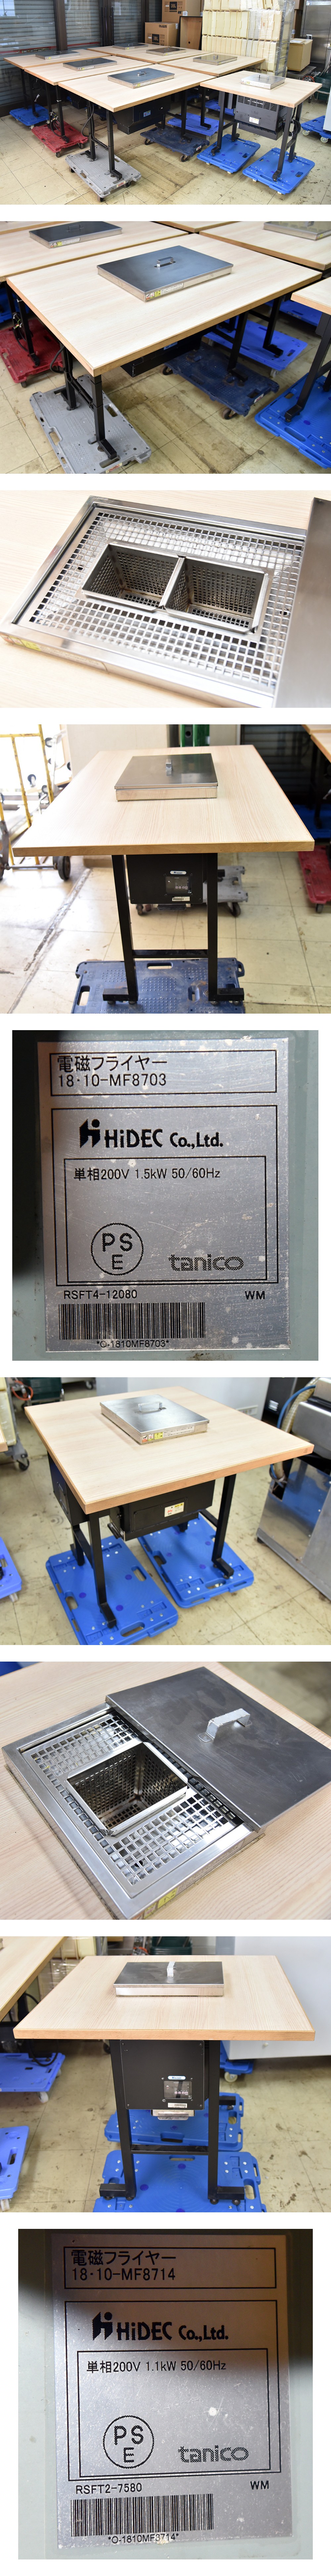 電磁フライヤー
18・10-MF8703
HiDEC Co.,Ltd.
単相200V 1.5kW 50/60Hz
PS
E
tanico
RSFT4-12080 WM
*O-1810MF8703*
電磁フライヤー
18・10-MF8714
HiDEC Co.,Ltd.
単相200V 1.1kW 50/60Hz
PS
E
tanico
RSFT2-7580 WM
*O-1810MF8714*